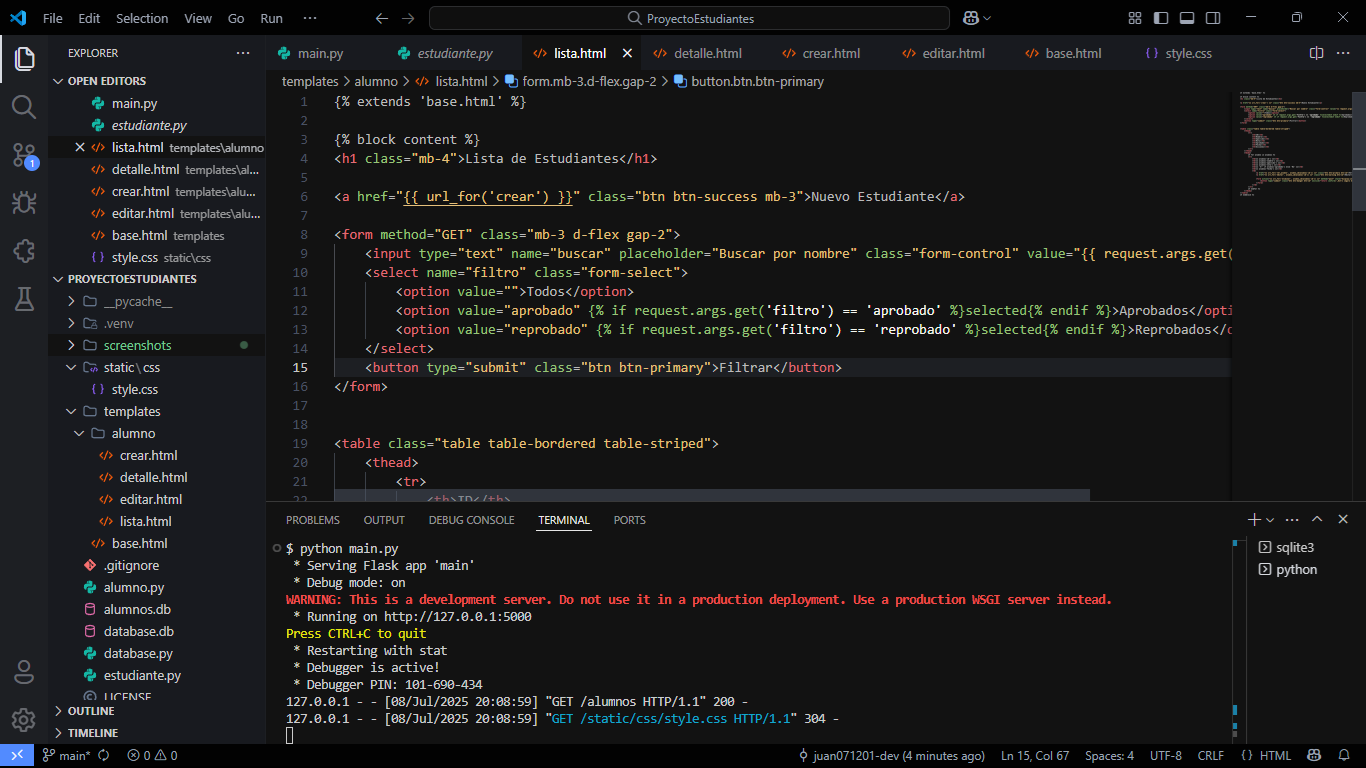 File Edit Selection View Go Run ··· ProyectoEstudiantes
EXPLORER ···
OPEN EDITORS
main.py
estudiante.py
lista.html templates\alumno
detalle.html templates\al...
crear.html templates\alu...
editar.html templates\alu...
base.html templates
style.css static\css
PROYECTOESTUDIANTES
__pycache__
.venv
screenshots
static\css
style.css
templates
alumno
crear.html
detalle.html
editar.html
lista.html
base.html
.gitignore
alumno.py
alumnos.db
database.db
database.py
estudiante.py
LICENSE
OUTLINE
TIMELINE
1
main.py estudiante.py lista.html detalle.html crear.html editar.html base.html style.css ···
templates > alumno > lista.html > form.mb-3.d-flex.gap-2 > button.btn.btn-primary
1 {% extends 'base.html' %}
2
3 {% block content %}
4 <h1 class="mb-4">Lista de Estudiantes</h1>
5
6 <a href="{{ url_for('crear') }}" class="btn btn-success mb-3">Nuevo Estudiante</a>
7
8 <form method="GET" class="mb-3 d-flex gap-2">
9 <input type="text" name="buscar" placeholder="Buscar por nombre" class="form-control" value="{{ request.args.get(
10 <select name="filtro" class="form-select">
11 <option value="">Todos</option>
12 <option value="aprobado" {% if request.args.get('filtro') == 'aprobado' %}selected{% endif %}>Aprobados</opti
13 <option value="reprobado" {% if request.args.get('filtro') == 'reprobado' %}selected{% endif %}>Reprobados</o
14 </select>
15 <button type="submit" class="btn btn-primary">Filtrar</button>
16 </form>
17
18
19 <table class="table table-bordered table-striped">
20 <thead>
21 <tr>
22 <th>ID</th>
PROBLEMS OUTPUT DEBUG CONSOLE TERMINAL PORTS ···
$ python main.py
* Serving Flask app 'main'
* Debug mode: on
WARNING: This is a development server. Do not use it in a production deployment. Use a production WSGI server instead.
* Running on http://127.0.0.1:5000
Press CTRL+C to quit
* Restarting with stat
* Debugger is active!
* Debugger PIN: 101-690-434
127.0.0.1 - - [08/Jul/2025 20:08:59] "GET /alumnos HTTP/1.1" 200 -
127.0.0.1 - - [08/Jul/2025 20:08:59] "GET /static/css/style.css HTTP/1.1" 304 -
sqlite3
python
main* 0 0 juan071201-dev (4 minutes ago) Ln 15, Col 67 Spaces: 4 UTF-8 CRLF {} HTML